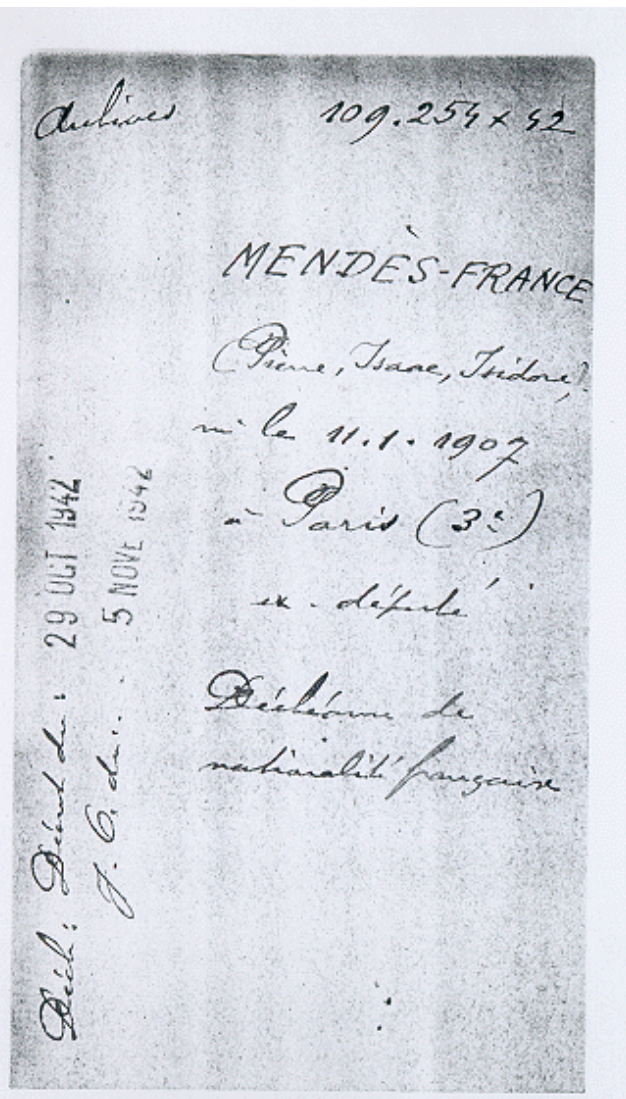 Archives 109.254 x 42
MENDÈS-FRANCE
(Pierre, Isaac, Isidore)
né le 11.1.1907
à Paris (3e)
ex-député
Déchéance de
nationalité française
Déch: Décret du: 29 OCT 1942
J.O. du: 5 NOVE 1942